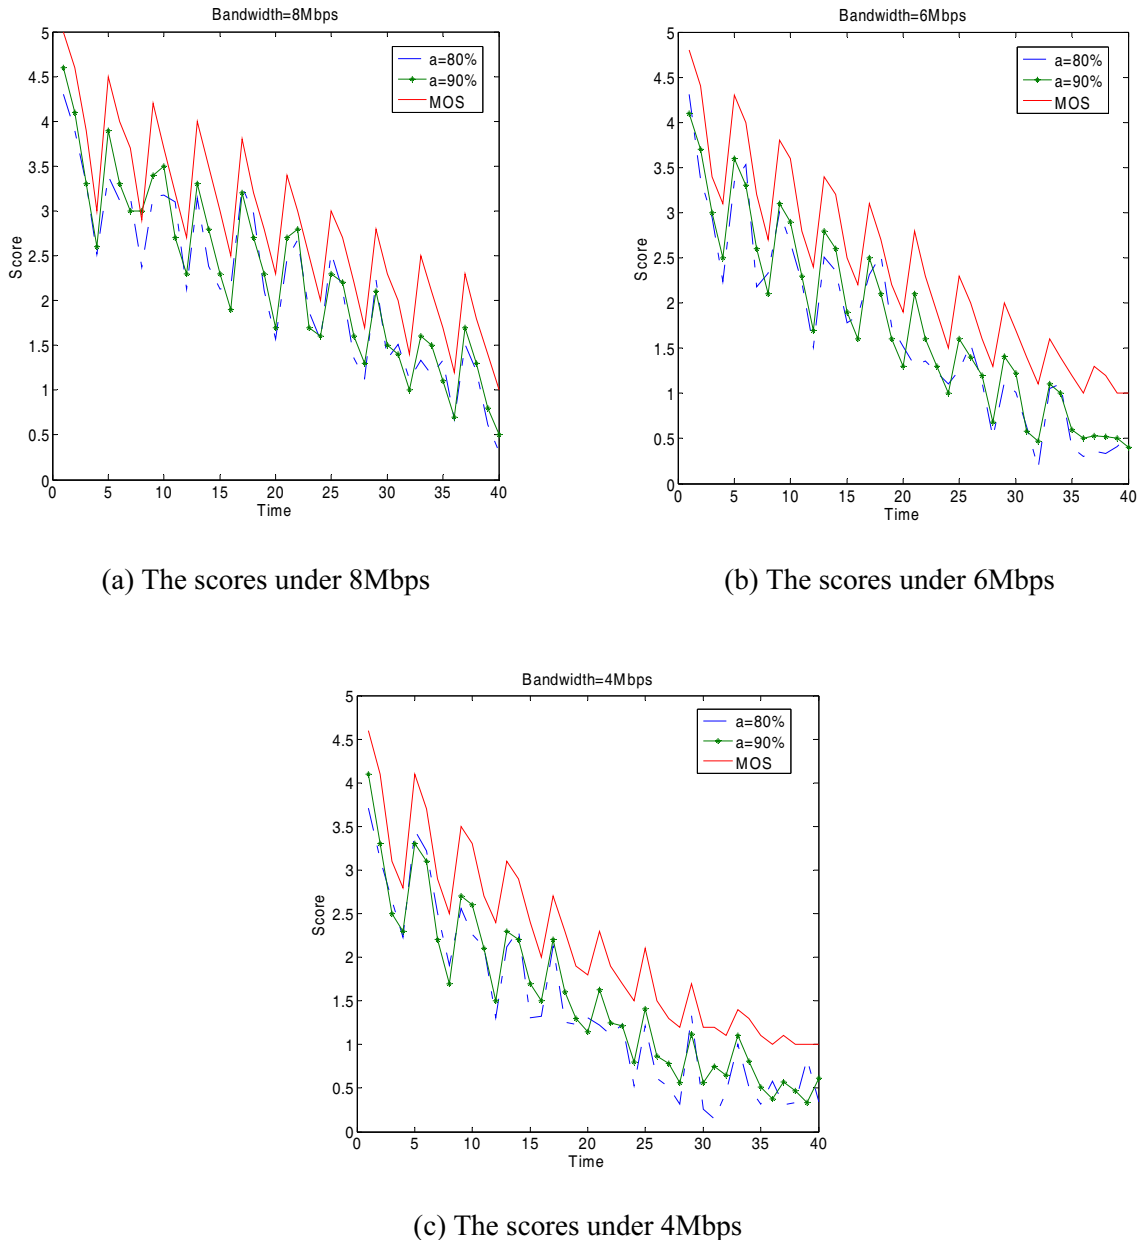 Bandwidth=8Mbps
5
4.5
4
3.5
3
2.5
2
1.5
1
0.5
0
Score
a=80%
a=90%
MOS
0 5 10 15 20 25 30 35 40
Time
(a) The scores under 8Mbps
Bandwidth=6Mbps
5
4.5
4
3.5
3
2.5
2
1.5
1
0.5
0
Score
a=80%
a=90%
MOS
0 5 10 15 20 25 30 35 40
Time
(b) The scores under 6Mbps
Bandwidth=4Mbps
5
4.5
4
3.5
3
2.5
2
1.5
1
0.5
0
Score
a=80%
a=90%
MOS
0 5 10 15 20 25 30 35 40
Time
(c) The scores under 4Mbps